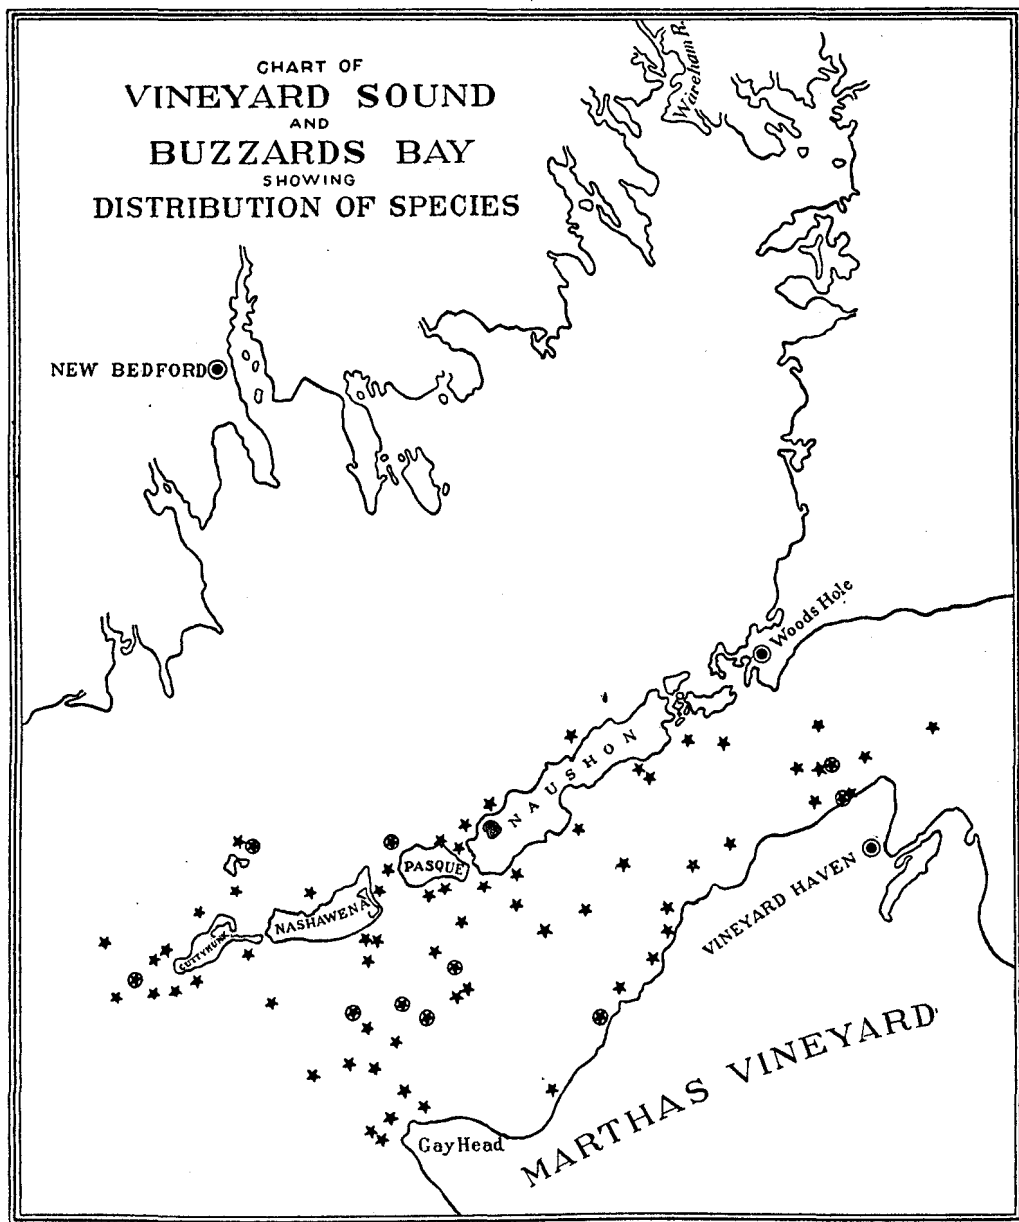 CHART OF
VINEYARD SOUND
AND
BUZZARDS BAY
SHOWING
DISTRIBUTION OF SPECIES
Wareham R.
NEW BEDFORD
Woods Hole
NAUSHON
PASQUE
NASHAWENA
CUTTYHUNK
VINEYARD HAVEN
MARTHAS VINEYARD
Gay Head